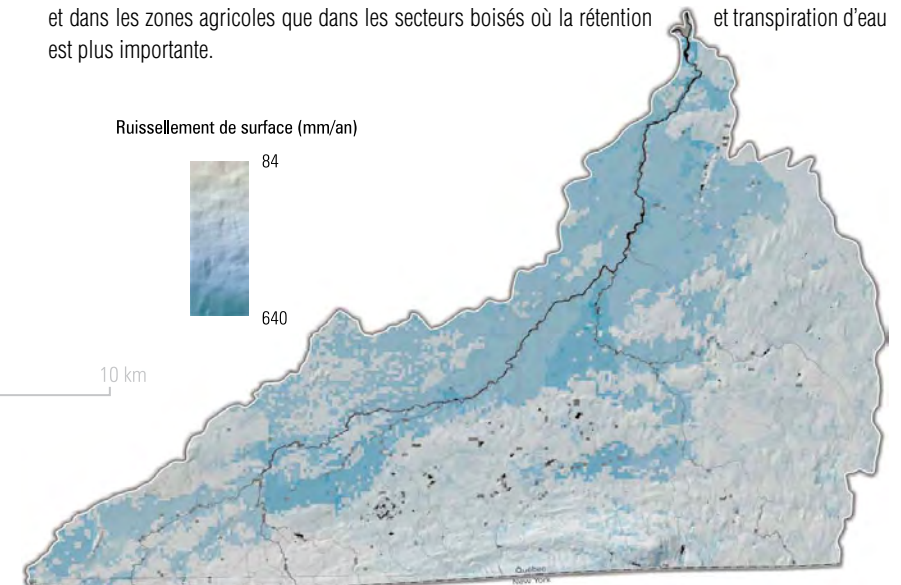 et dans les zones agricoles que dans les secteurs boisés où la rétention et transpiration d’eau
est plus importante.
Ruissellement de surface (mm/an)
84
640
10 km
Québec
New York